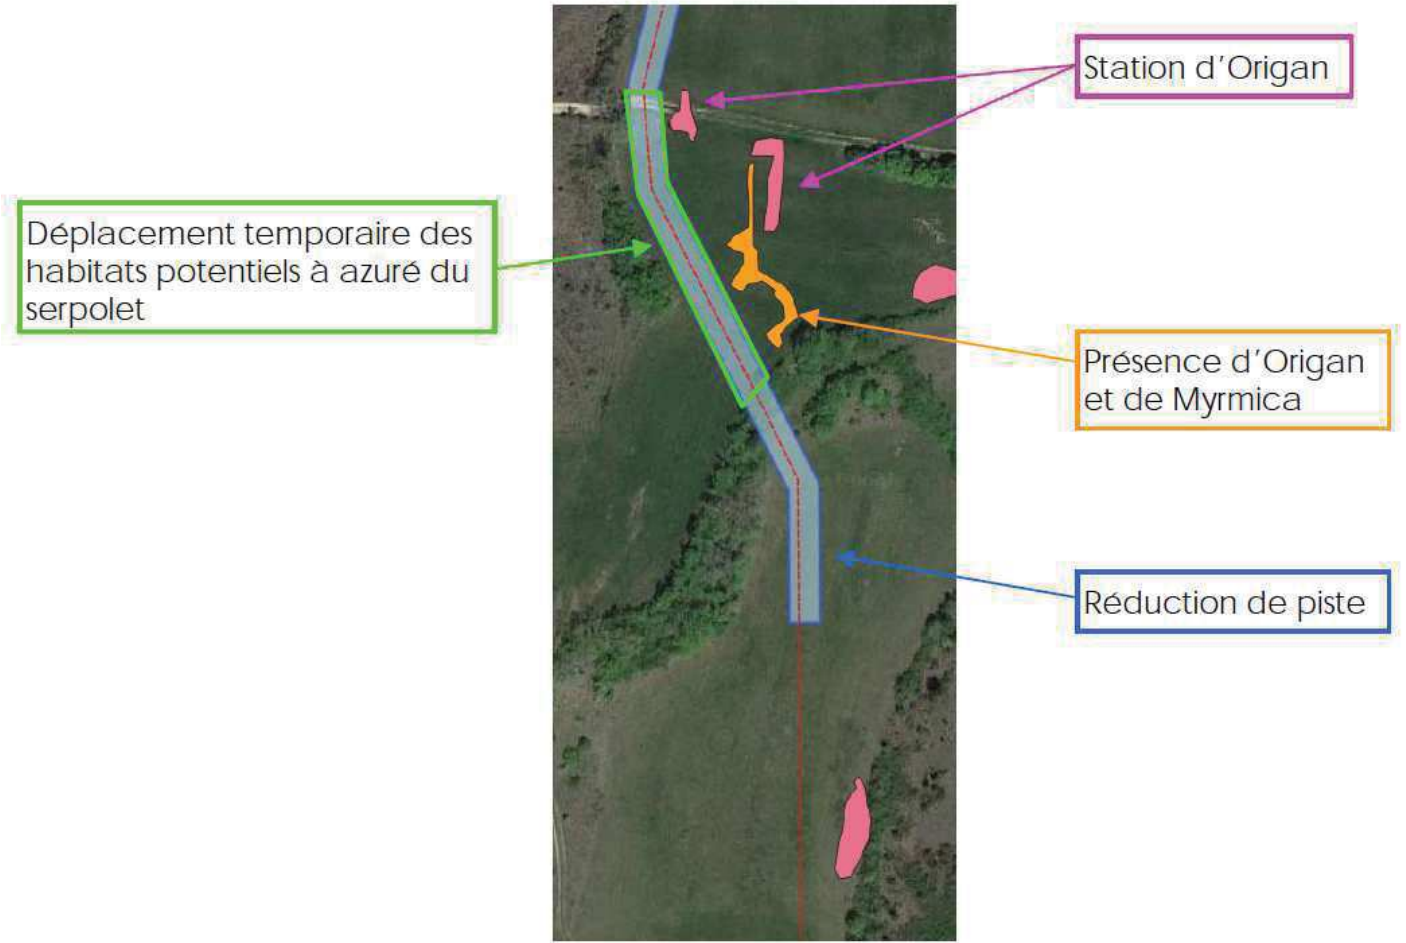 Station d'Origan
Déplacement temporaire des
habitats potentiels à azuré du
serpolet
Présence d'Origan
et de Myrmica
Réduction de piste